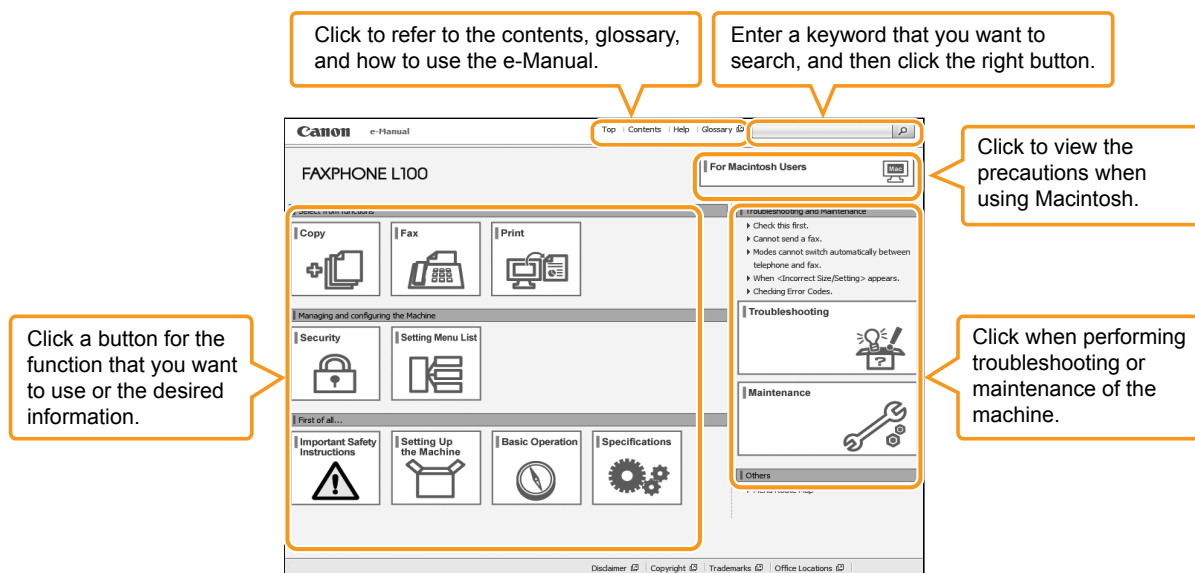 Click to refer to the contents, glossary,
and how to use the e-Manual.
Enter a keyword that you want to
search, and then click the right button.
Canon e-Manual
Top Contents Help Glossary
FAXPHONE L100
For Macintosh Users
Mac
Click to view the
precautions when
using Macintosh.
Select from functions
Copy
Fax
Print
Managing and configuring the Machine
Security
Setting Menu List
First of all...
Important Safety
Instructions
Setting Up
the Machine
Basic Operation
Specifications
Click a button for the
function that you want
to use or the desired
information.
Troubleshooting and Maintenance
Check this first.
Cannot send a fax.
Modes cannot switch automatically between
telephone and fax.
When <Incorrect Size/Setting> appears.
Checking Error Codes.
Troubleshooting
?
Maintenance
Others
Menu Route Map
Click when performing
troubleshooting or
maintenance of the
machine.
Disclaimer Copyright Trademarks Office Locations